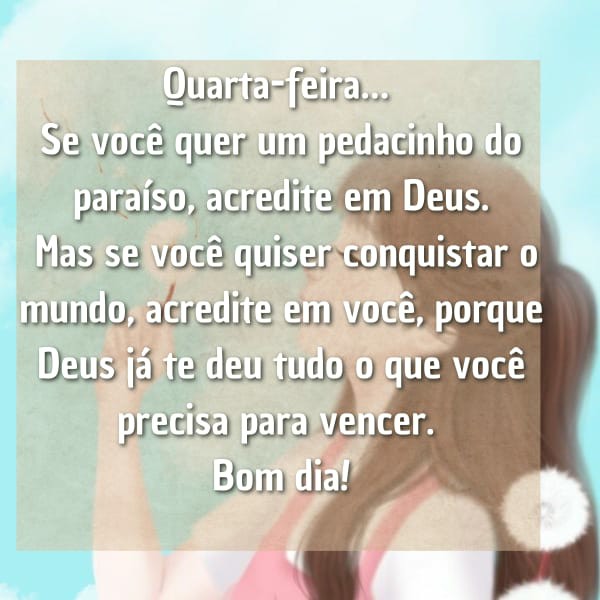 Quarta-feira...
Se você quer um pedacinho do
paraíso, acredite em Deus.
Mas se você quiser conquistar o
mundo, acredite em você, porque
Deus já te deu tudo o que você
precisa para vencer.
Bom dia!